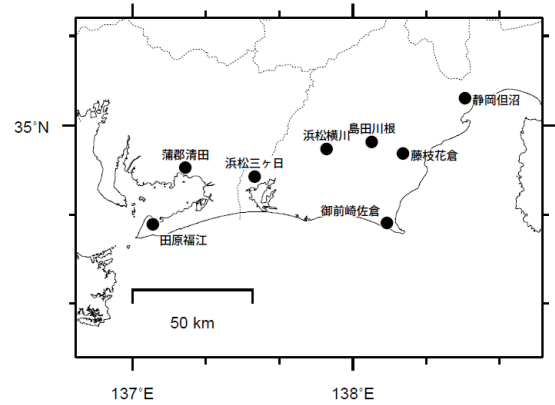 静岡但沼
35°N
島田川根
浜松横川
藤枝花倉
蒲郡清田
浜松三ヶ日
御前崎佐倉
田原福江
50 km
137°E
138°E